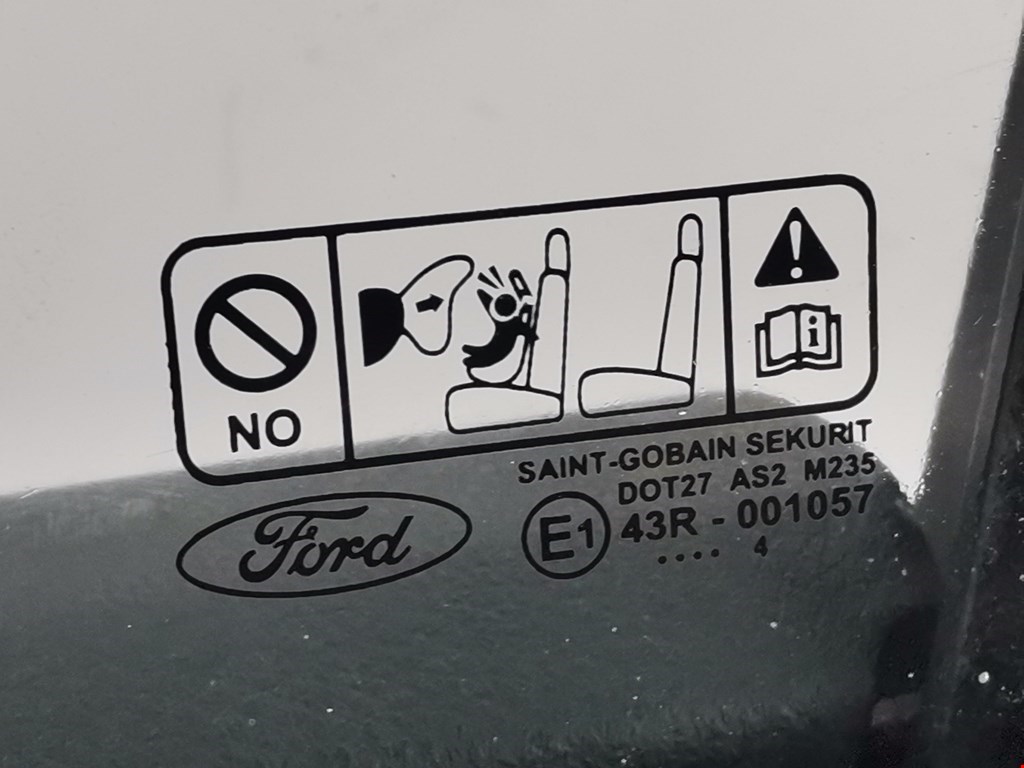 NO
SAINT-GOBAIN SEKURIT
DOT27 AS2 M235
E1 43R - 001057
.... 4
Ford